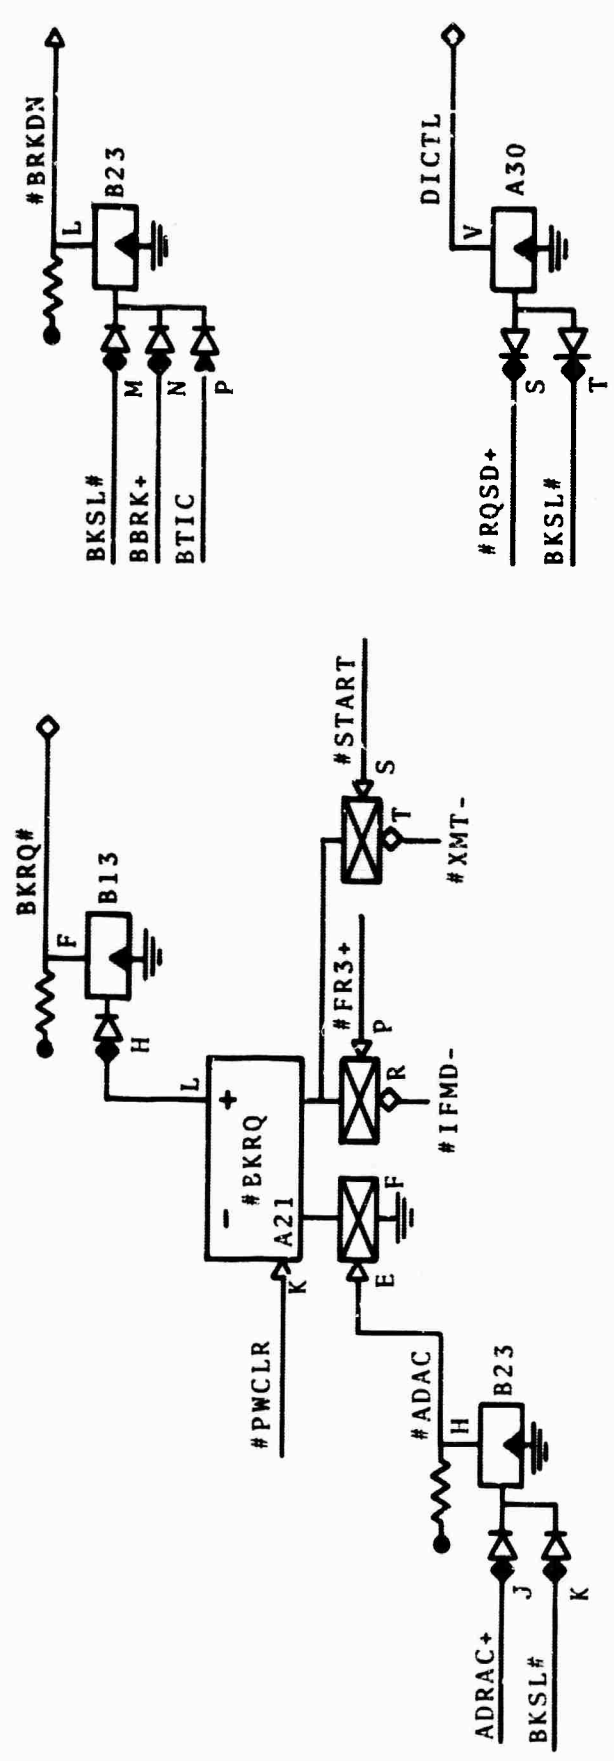 #BRKDN
L
B23
BKSL#
M
BBRK+
N
BTIC
P
DICTL
V
A30
#RQSD+
S
BKSL#
T
BKRQ#
F
B13
H
L
+
-
A21
K
#PWCLR
#START
S
T
#XMT-
#FR3+
P
R
#IFMD-
F
E
#ADAC
H
B23
ADRAC+
J
BKSL#
K